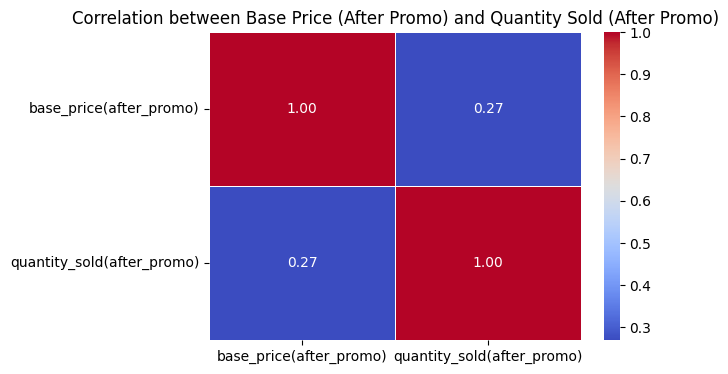 Correlation between Base Price (After Promo) and Quantity Sold (After Promo)
base_price(after_promo)
1.00
0.27
quantity_sold(after_promo)
0.27
1.00
base_price(after_promo)
quantity_sold(after_promo)
1.0
0.9
0.8
0.7
0.6
0.5
0.4
0.3